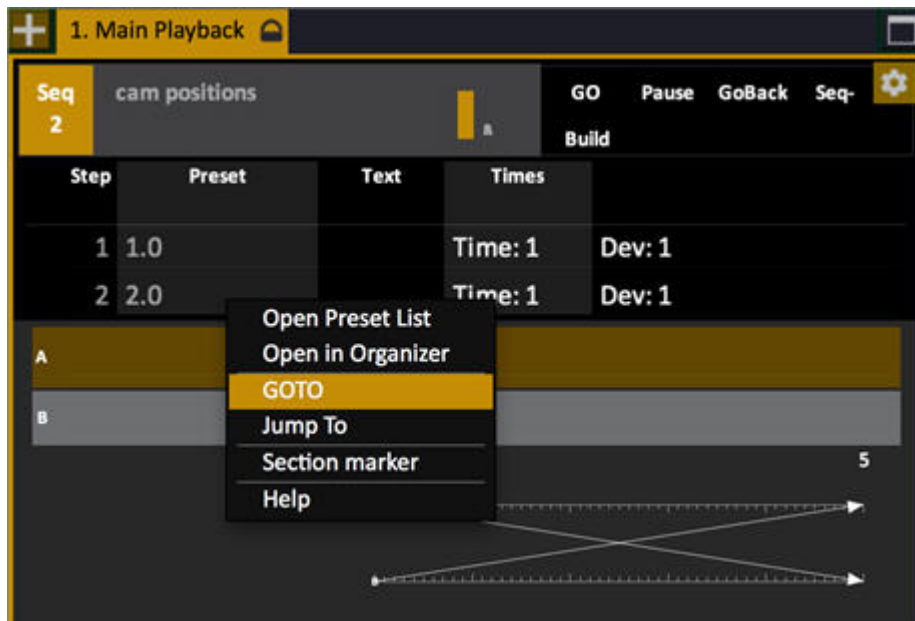 1. Main Playback
Seq 2
cam positions
GO Pause GoBack Seq-
Build
Step Preset Text Times
1 1.0 Time: 1 Dev: 1
2 2.0 Time: 1 Dev: 1
Open Preset List
Open in Organizer
GOTO
Jump To
Section marker
Help
A
B
5